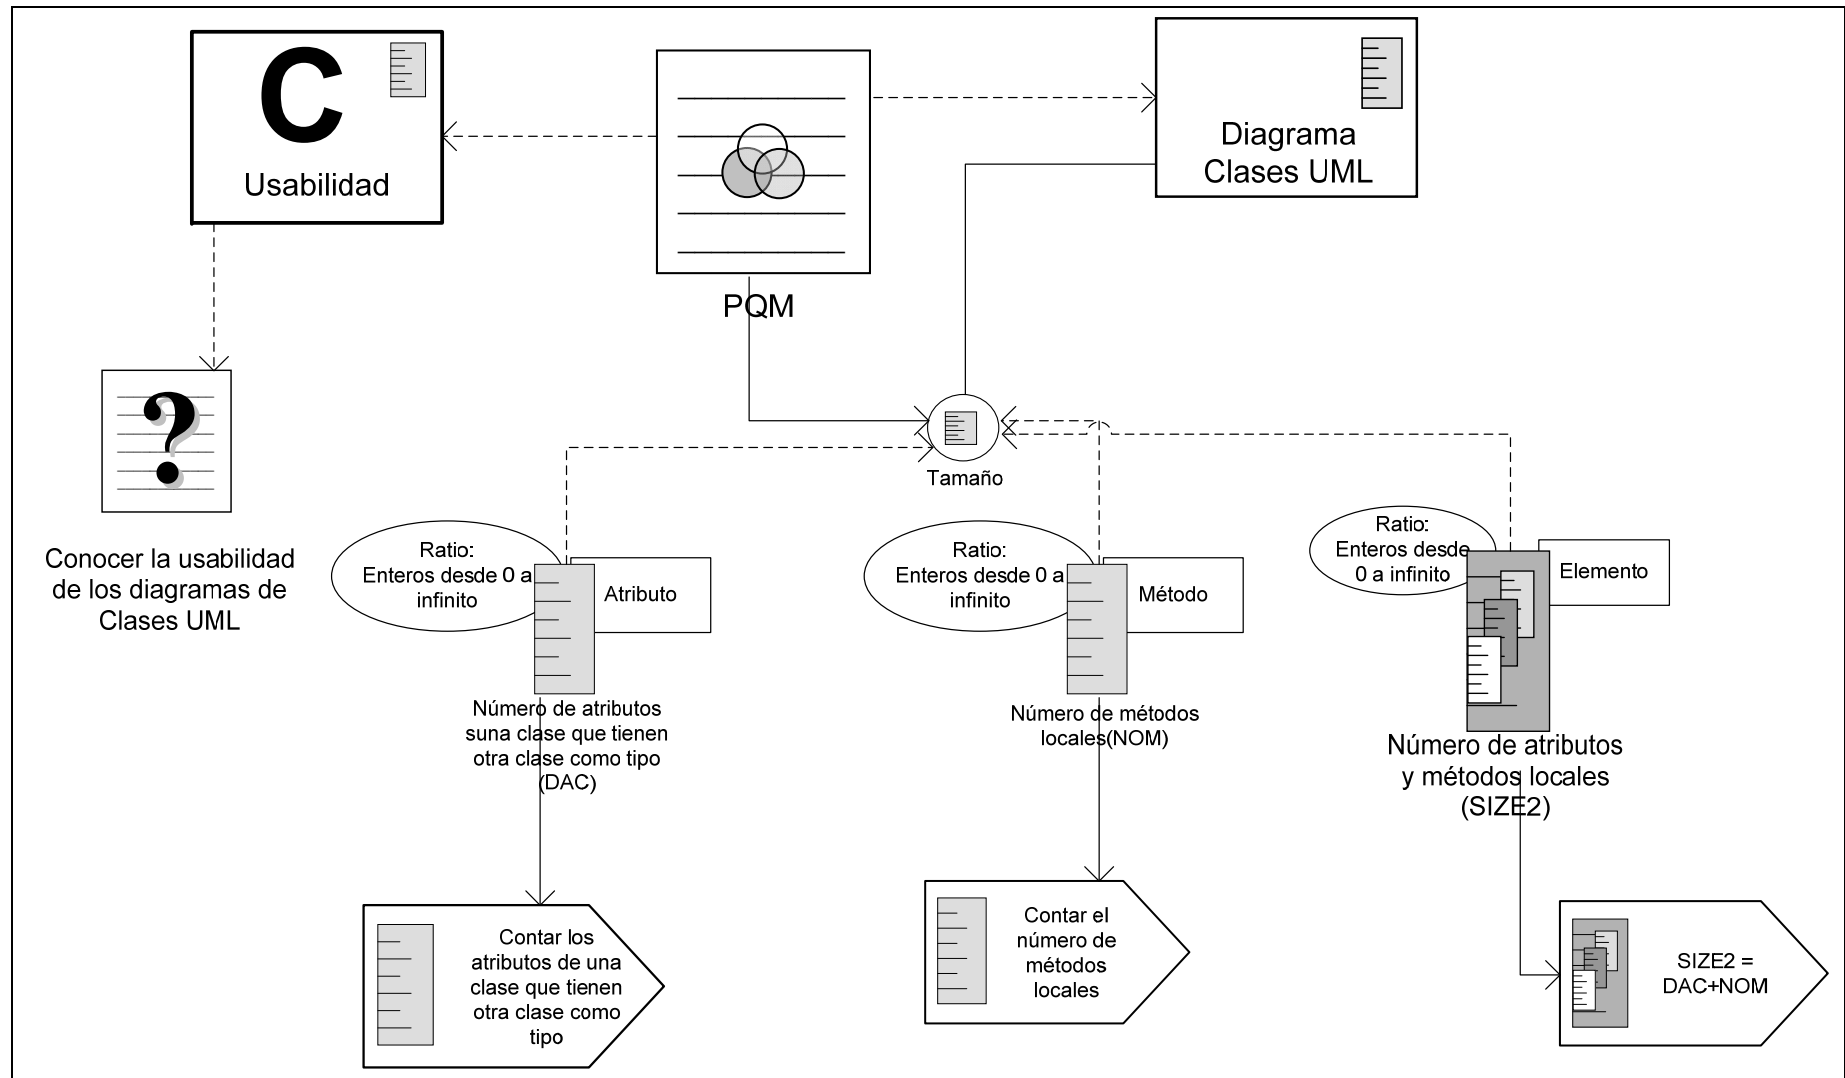 C
Usabilidad
PQM
Diagrama
Clases UML
?
Conocer la usabilidad
de los diagramas de
Clases UML
Tamaño
Ratio:
Enteros desde 0 a
infinito
Atributo
Número de atributos
suna clase que tienen
otra clase como tipo
(DAC)
Ratio:
Enteros desde 0 a
infinito
Método
Número de métodos
locales(NOM)
Ratio:
Enteros desde
0 a infinito
Elemento
Número de atributos
y métodos locales
(SIZE2)
Contar los
atributos de una
clase que tienen
otra clase como
tipo
Contar el
número de
métodos
locales
SIZE2 =
DAC+NOM